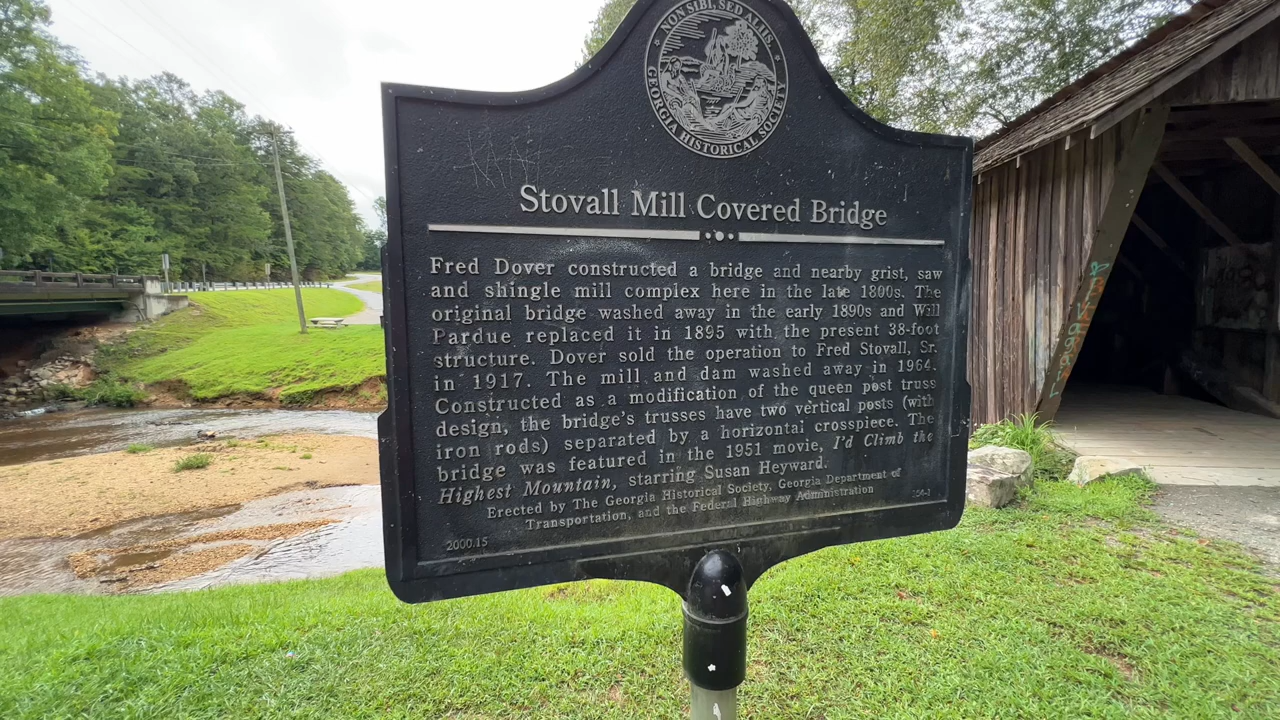 NON SIBI, SED ALIIS.
GEORGIA HISTORICAL SOCIETY
Stovall Mill Covered Bridge
Fred Dover constructed a bridge and nearby grist, saw
and shingle mill complex here in the late 1800s. The
original bridge washed away in the early 1890s and Will
Pardue replaced it in 1895 with the present 38-foot
structure. Dover sold the operation to Fred Stovall, Sr.
in 1917. The mill and dam washed away in 1964.
Constructed as a modification of the queen post truss
design, the bridge's trusses have two vertical posts (with
iron rods) separated by a horizontal crosspiece. The
bridge was featured in the 1951 movie, I'd Climb the
Highest Mountain, starring Susan Heyward.
Erected by The Georgia Historical Society, Georgia Department of
Transportation, and the Federal Highway Administration
2000.15